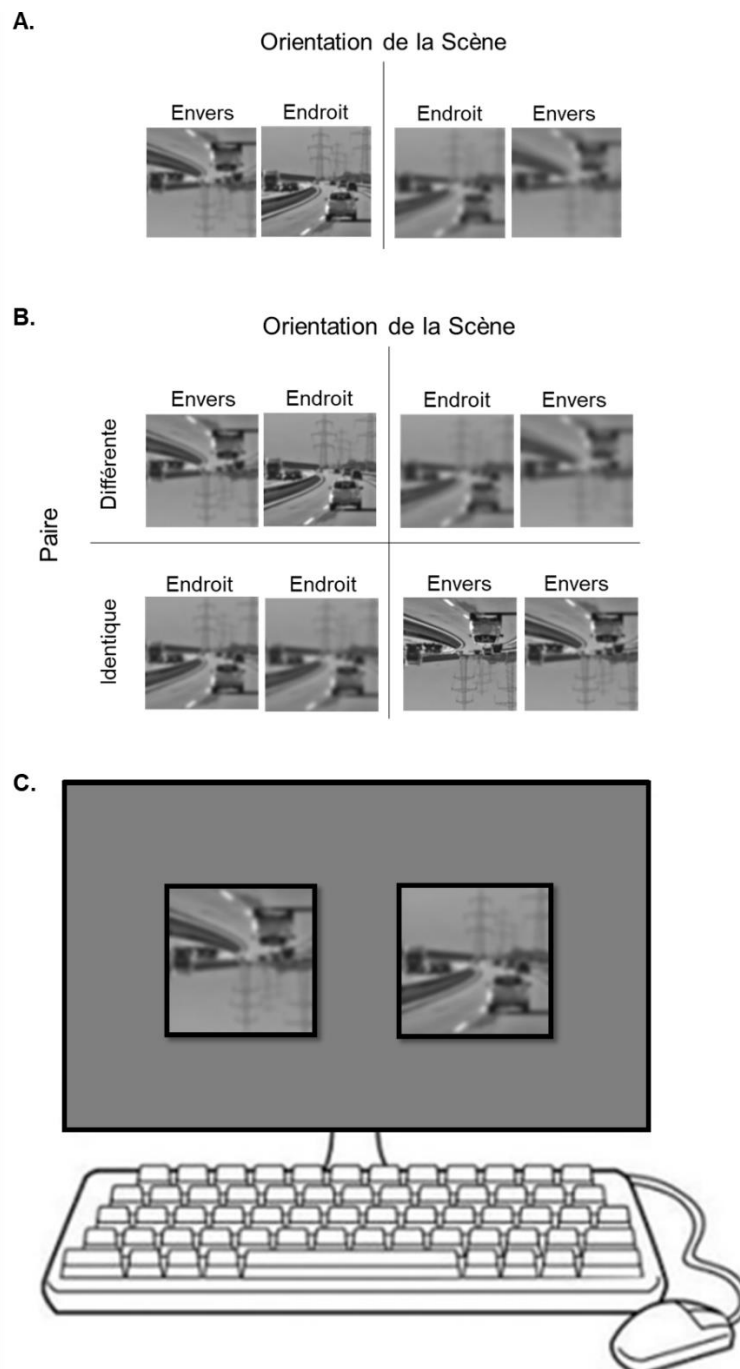 A.
Orientation de la Scène
Envers Endroit Endroit Envers
B.
Orientation de la Scène
Paire
Différente
Envers Endroit Endroit Envers
Identique
Endroit Endroit Envers Envers
C.